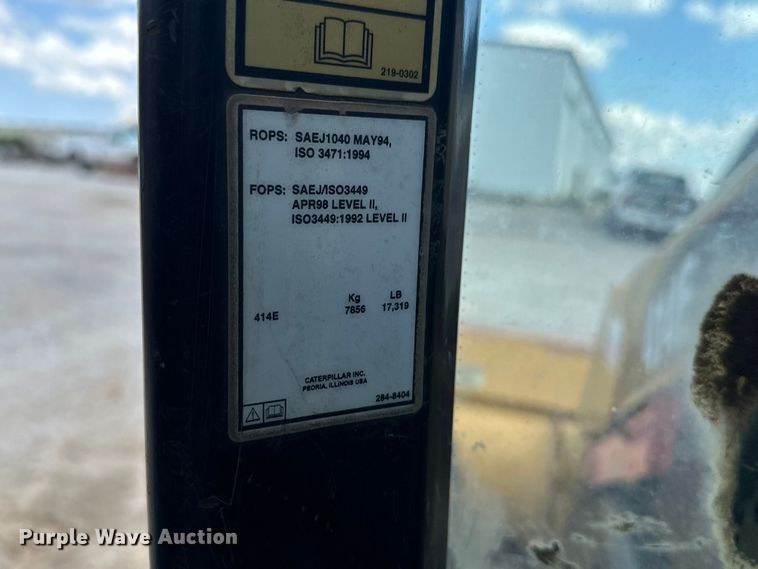 219-0302
ROPS: SAEJ1040 MAY94,
ISO 3471:1994
FOPS: SAEJ/ISO3449
APR98 LEVEL II,
ISO3449:1992 LEVEL II
Kg LB
414E 7856 17,319
CATERPILLAR INC.
PEORIA, ILLINOIS USA
284-8404
Purple Wave Auction